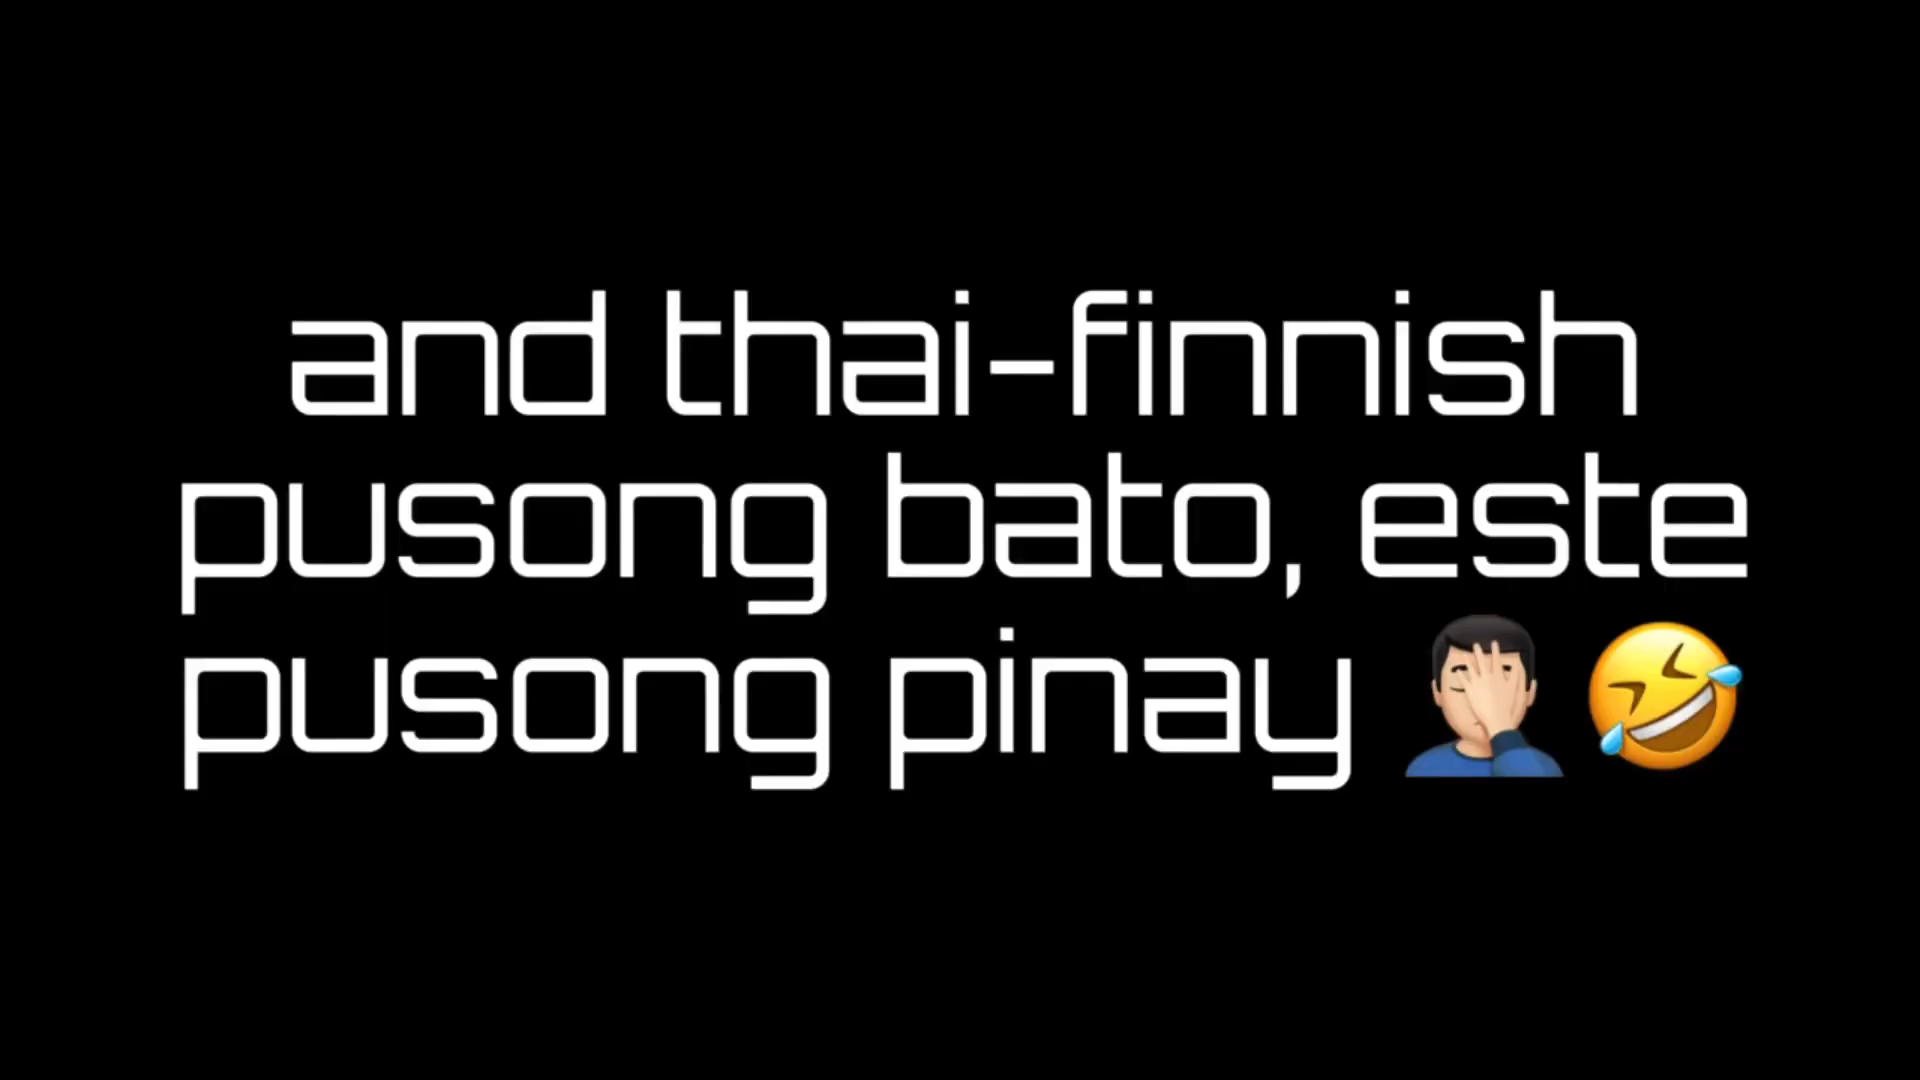 and thai-finnish
pusong bato, este
pusong pinay 🤦🏻‍♂️ 🤣